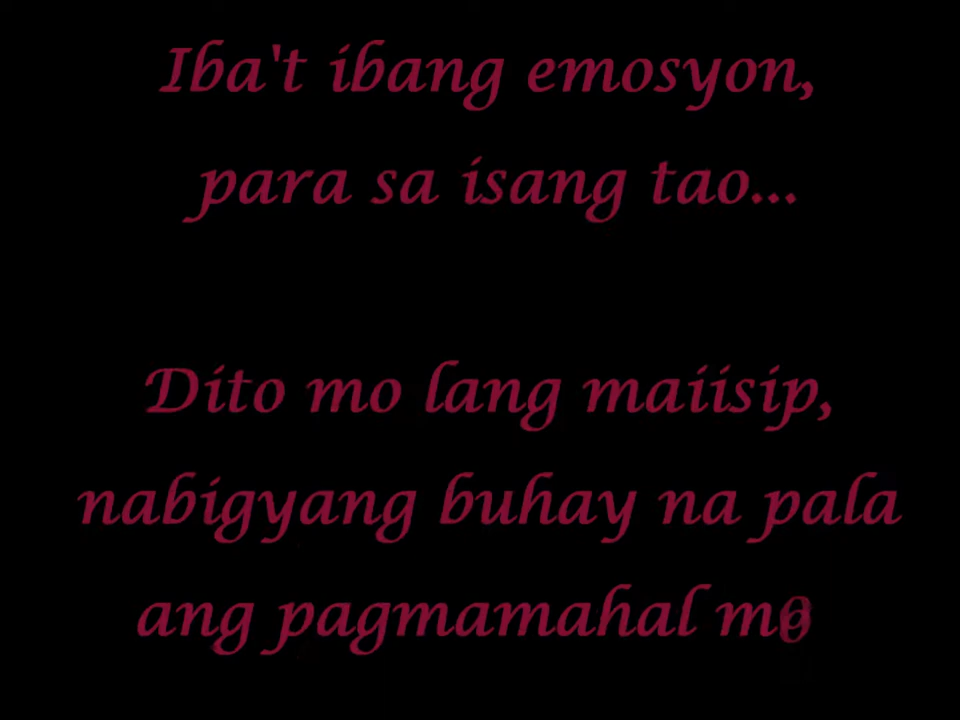 Iba't ibang emosyon,
para sa isang tao...
Dito mo lang maiisip,
nabigyang buhay na pala
ang pagmamahal mo